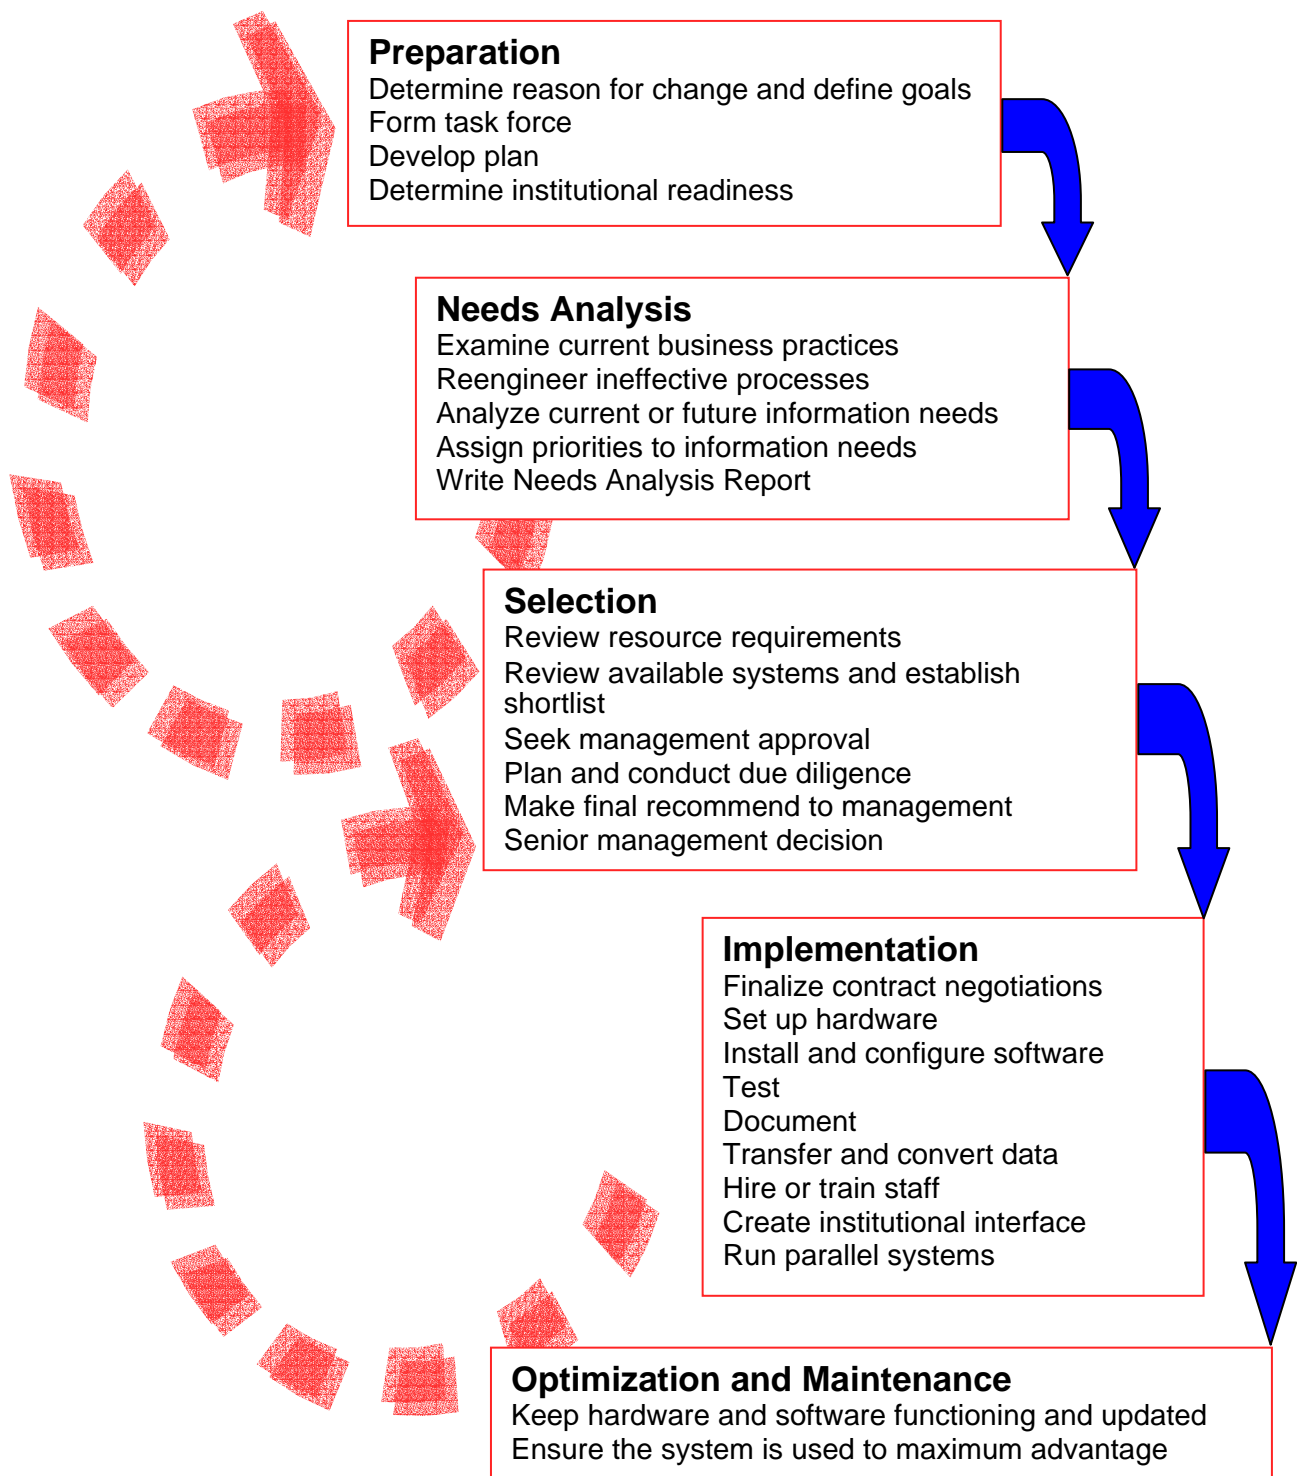 Preparation
Determine reason for change and define goals
Form task force
Develop plan
Determine institutional readiness
Needs Analysis
Examine current business practices
Reengineer ineffective processes
Analyze current or future information needs
Assign priorities to information needs
Write Needs Analysis Report
Selection
Review resource requirements
Review available systems and establish
shortlist
Seek management approval
Plan and conduct due diligence
Make final recommend to management
Senior management decision
Implementation
Finalize contract negotiations
Set up hardware
Install and configure software
Test
Document
Transfer and convert data
Hire or train staff
Create institutional interface
Run parallel systems
Optimization and Maintenance
Keep hardware and software functioning and updated
Ensure the system is used to maximum advantage